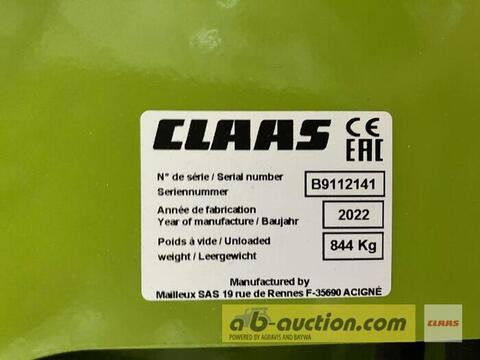 CLAAS CE
EAC
N° de série / Serial number
Seriennummer
B9112141
Année de fabrication
Year of manufacture / Baujahr
2022
Poids à vide / Unloaded
weight / Leergewicht
844 Kg
Manufactured by
Mailleux SAS 19 rue de Rennes F-35690 ACIGNÉ
ab-auction.com
POWERED BY AGRAVIS AND BAYWA
CLAAS